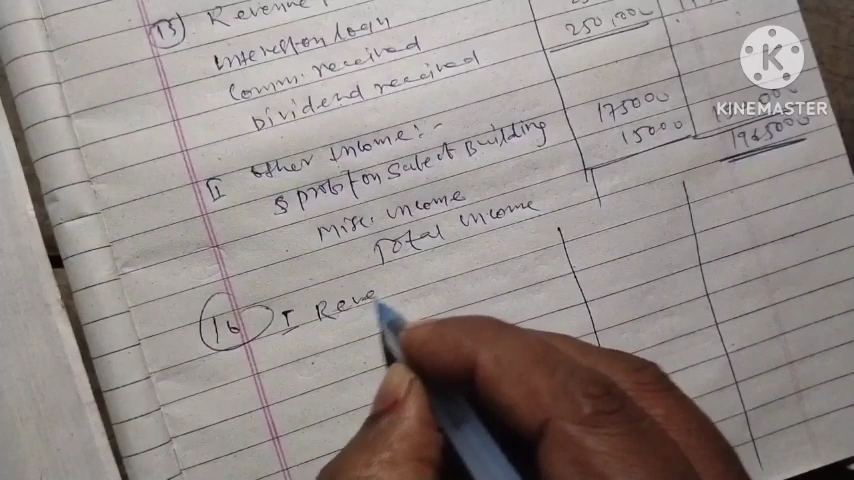 15) Revenue
Interest on loan
Comm. received 250,000
Dividend received
II other Income:-
Profit on Sale of Building 175000
Misc. income 15000
Total income 1965000
16 I Reve
K
KINEMASTER